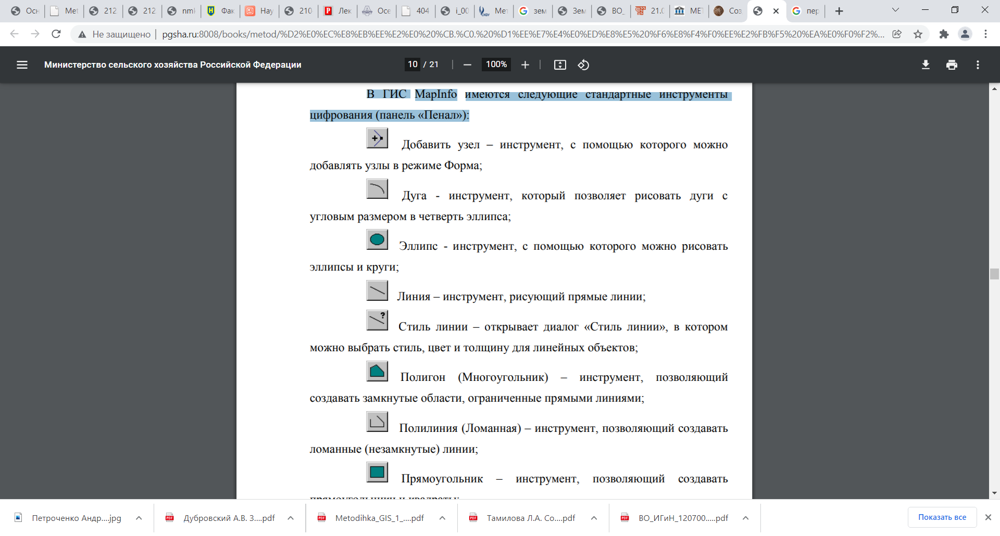 Осн
Met
212
212
nml
Фак
Нау
210
Лек
Осе
404
i_00
Мет
зем
Зем
ВО_
21.0
МЕТ
Соз
пер
Не защищено
pgsha.ru:8008/books/metod/%D2%E0%EC%E8%EB%EE%E2%E0%20%CB.%C0.%20%D1%EE%E7%E4%E0%ED%E8%E5%20%F6%E8%F4%F0%EE%E2%FB%F5%20%EA%E0%F0%F2%...
Министерство сельского хозяйства Российской Федерации
10 / 21
100%
В ГИС MapInfo имеются следующие стандартные инструменты
цифрования (панель «Пенал»):
Добавить узел – инструмент, с помощью которого можно
добавлять узлы в режиме Форма;
Дуга - инструмент, который позволяет рисовать дуги с
угловым размером в четверть эллипса;
Эллипс - инструмент, с помощью которого можно рисовать
эллипсы и круги;
Линия – инструмент, рисующий прямые линии;
Стиль линии – открывает диалог «Стиль линии», в котором
можно выбрать стиль, цвет и толщину для линейных объектов;
Полигон (Многоугольник) – инструмент, позволяющий
создавать замкнутые области, ограниченные прямыми линиями;
Полилиния (Ломанная) – инструмент, позволяющий создавать
ломанные (незамкнутые) линии;
Прямоугольник – инструмент, позволяющий создавать
прямоугольники и квадраты;
Петроченко Андр....jpg
Дубровский А.В. З....pdf
Metodihka_GIS_1_....pdf
Тамилова Л.А. Со....pdf
ВО_ИГиН_120700.....pdf
Показать все